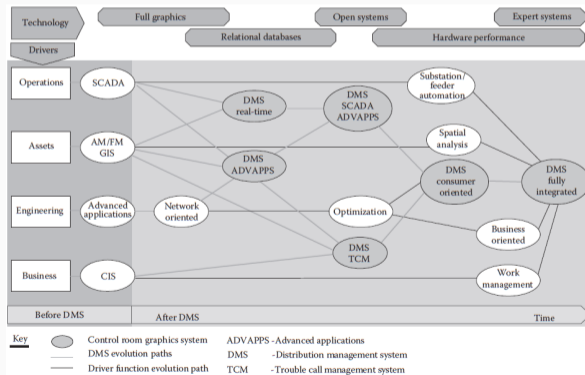 Technology
Full graphics
Open systems
Expert systems
Relational databases
Hardware performance
Drivers
Operations
SCADA
DMS
real-time
DMS
SCADA
ADVAPPS
Substation/
feeder
automation
Assets
AM/FM
GIS
DMS
ADVAPPS
Spatial
analysis
DMS
consumer
oriented
DMS
fully
integrated
Engineering
Advanced
applications
Network
oriented
Optimization
Business
oriented
DMS
TCM
Business
CIS
Work
management
Before DMS
After DMS
Time
Key
Control room graphics system
DMS evolution paths
Driver function evolution path
ADVAPPS -Advanced applications
DMS -Distribution management system
TCM -Trouble call management system